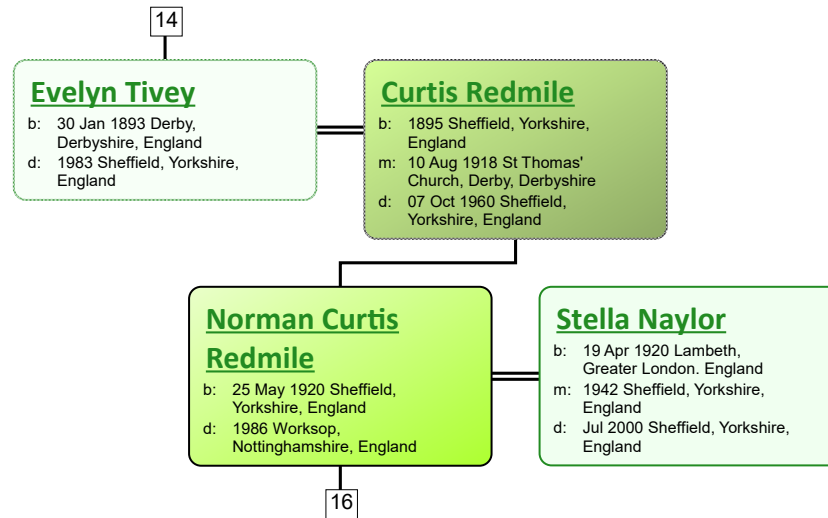 14
Evelyn Tivey
b: 30 Jan 1893 Derby,
Derbyshire, England
d: 1983 Sheffield, Yorkshire,
England
Curtis Redmile
b: 1895 Sheffield, Yorkshire,
England
m: 10 Aug 1918 St Thomas'
Church, Derby, Derbyshire
d: 07 Oct 1960 Sheffield,
Yorkshire, England
Norman Curtis
Redmile
b: 25 May 1920 Sheffield,
Yorkshire, England
d: 1986 Worksop,
Nottinghamshire, England
Stella Naylor
b: 19 Apr 1920 Lambeth,
Greater London. England
m: 1942 Sheffield, Yorkshire,
England
d: Jul 2000 Sheffield, Yorkshire,
England
16